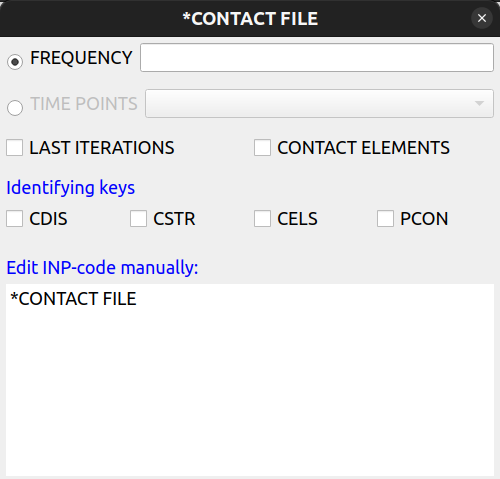 *CONTACT FILE
FREQUENCY
TIME POINTS
LAST ITERATIONS CONTACT ELEMENTS
Identifying keys
CDIS CSTR CELS PCON
Edit INP-code manually:
*CONTACT FILE